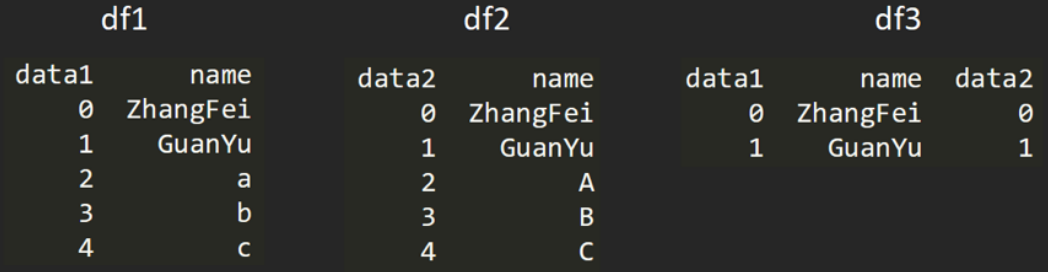 df1 df2 df3
data1 name data2 name data1 name data2
0 ZhangFei 0 ZhangFei 0 ZhangFei 0
1 GuanYu 1 GuanYu 1 GuanYu 1
2 a 2 A
3 b 3 B
4 c 4 C